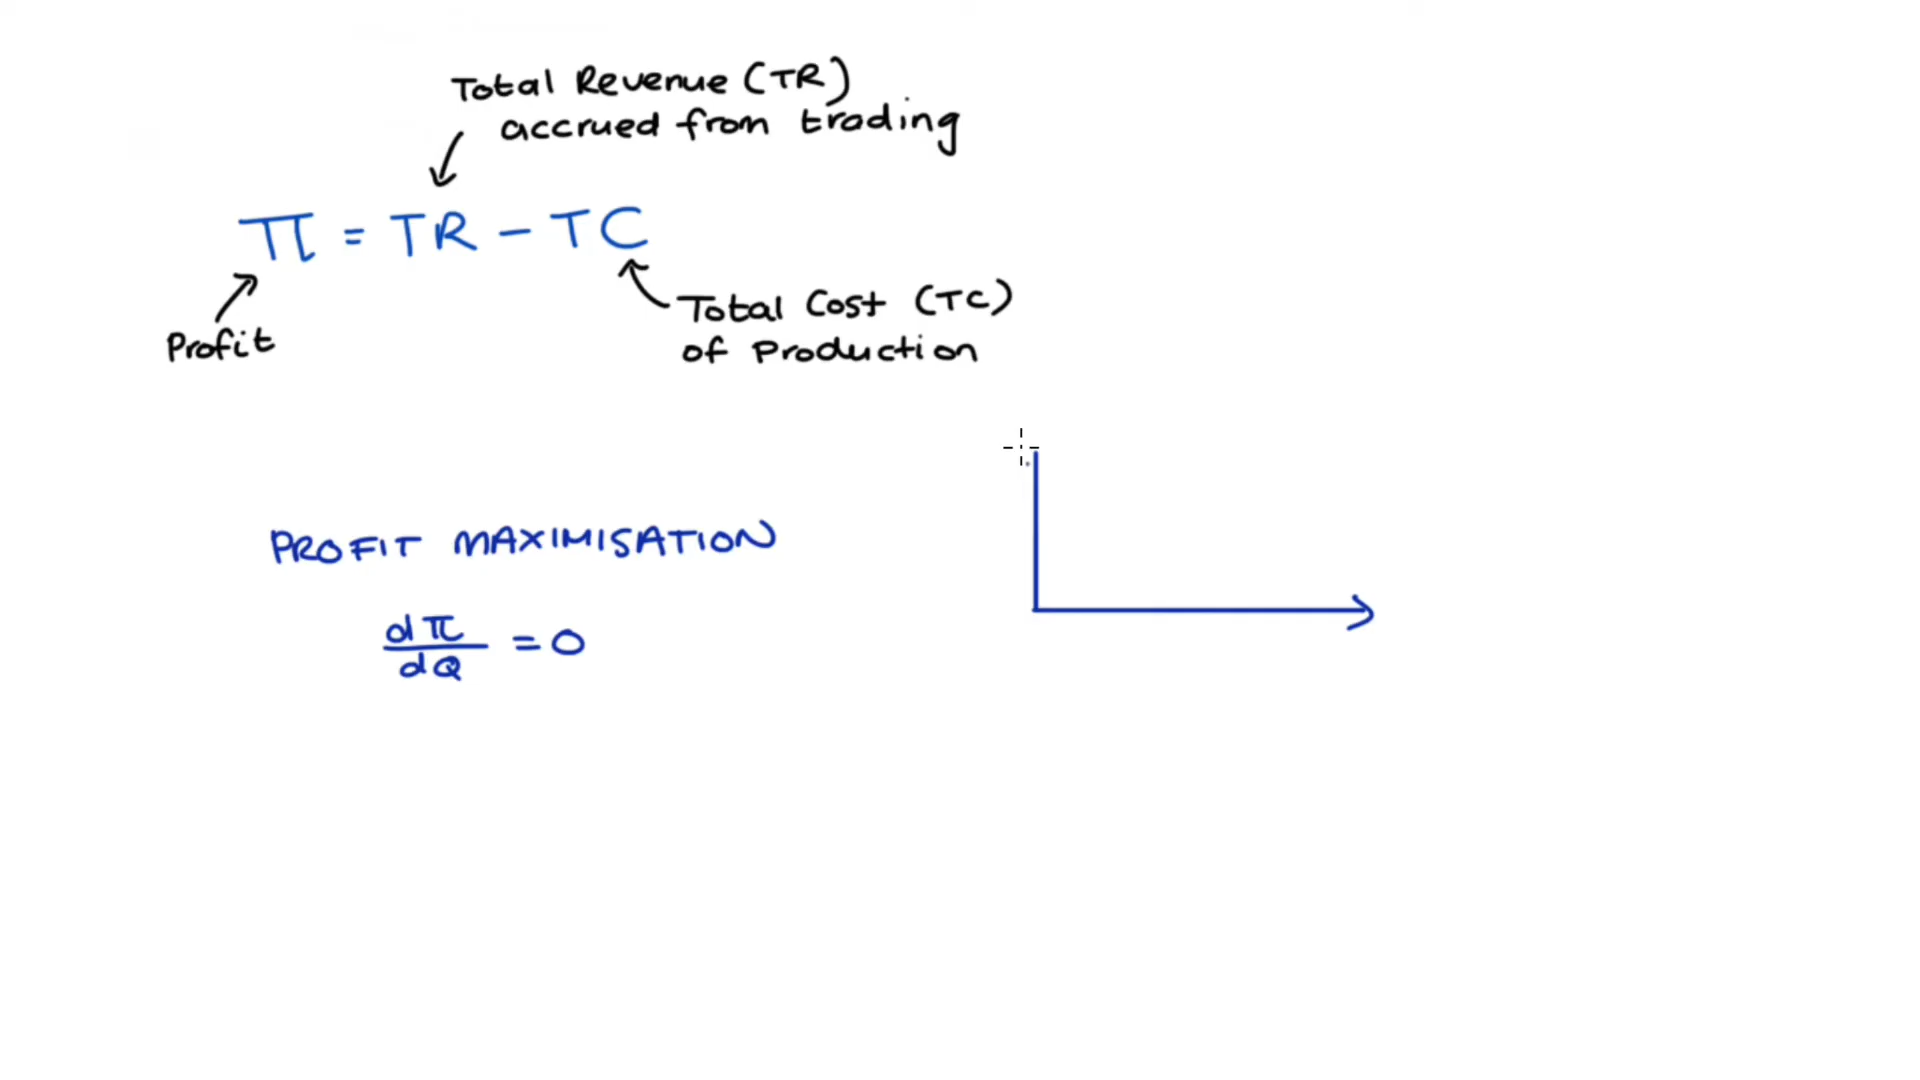 Total Revenue (TR)
accrued from trading
π = TR - TC
Profit
Total Cost (TC)
of Production
PROFIT MAXIMISATION
dπ
dQ
= 0